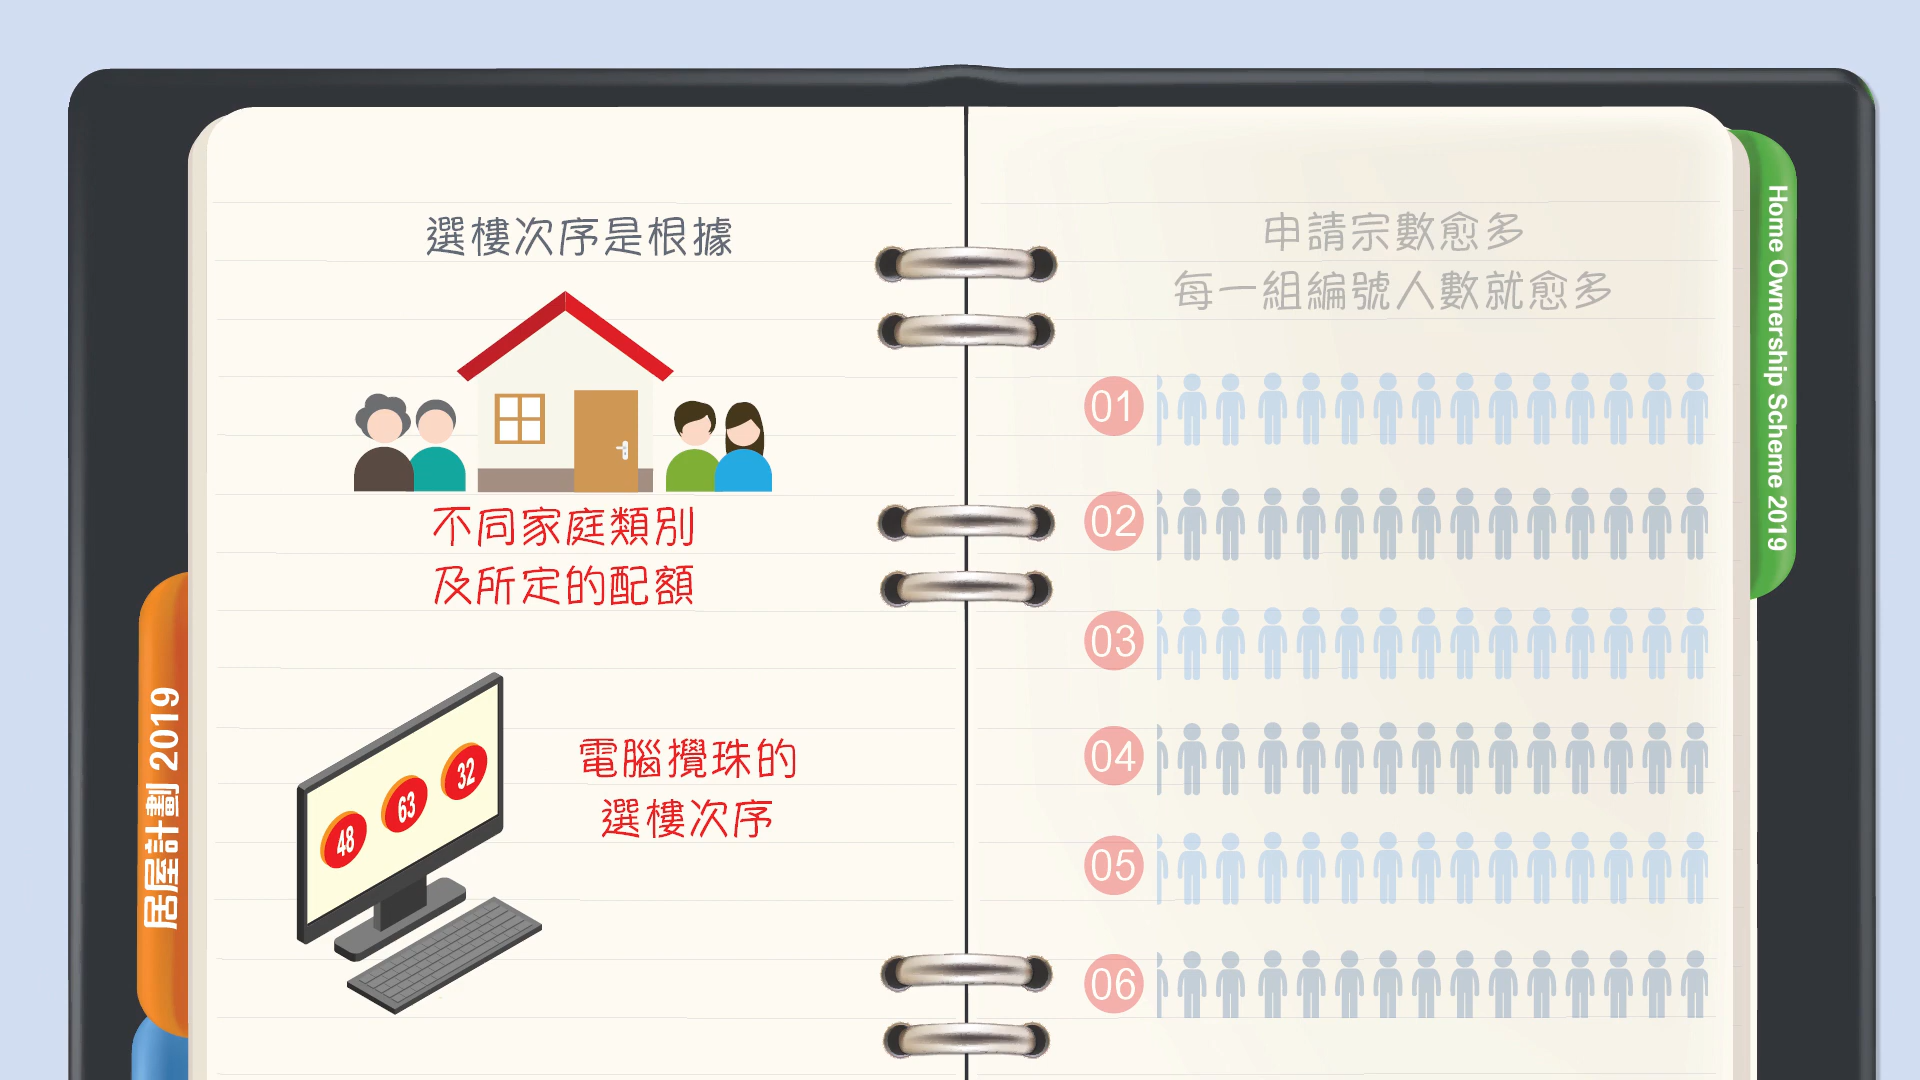 選樓次序是根據
不同家庭類別
及所定的配額
48
63
32
電腦攪珠的
選樓次序
居屋計劃 2019
申請宗數愈多
每一組編號人數就愈多
01
02
03
04
05
06
Home Ownership Scheme 2019